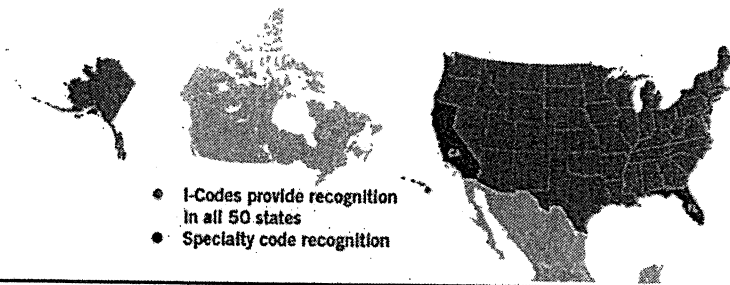 I-Codes provide recognition
in all 50 states
Specialty code recognition